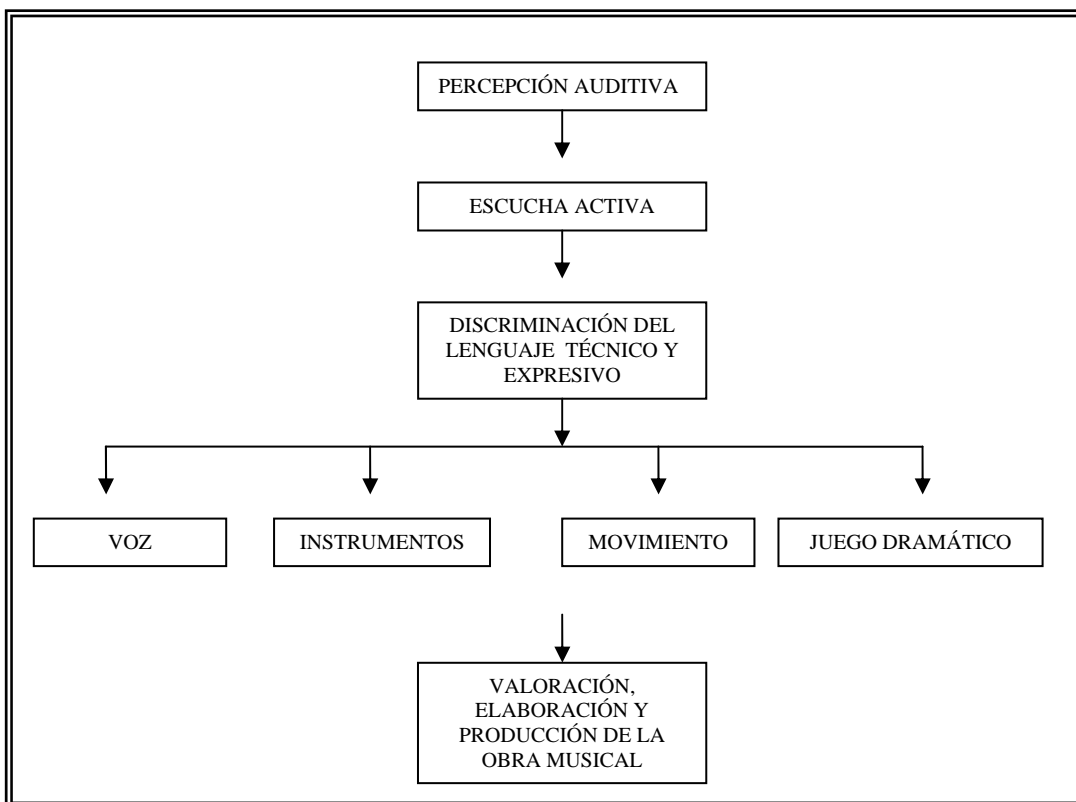 PERCEPCIÓN AUDITIVA
ESCUCHA ACTIVA
DISCRIMINACIÓN DEL
LENGUAJE TÉCNICO Y
EXPRESIVO
VOZ
INSTRUMENTOS
MOVIMIENTO
JUEGO DRAMÁTICO
VALORACIÓN,
ELABORACIÓN Y
PRODUCCIÓN DE LA
OBRA MUSICAL